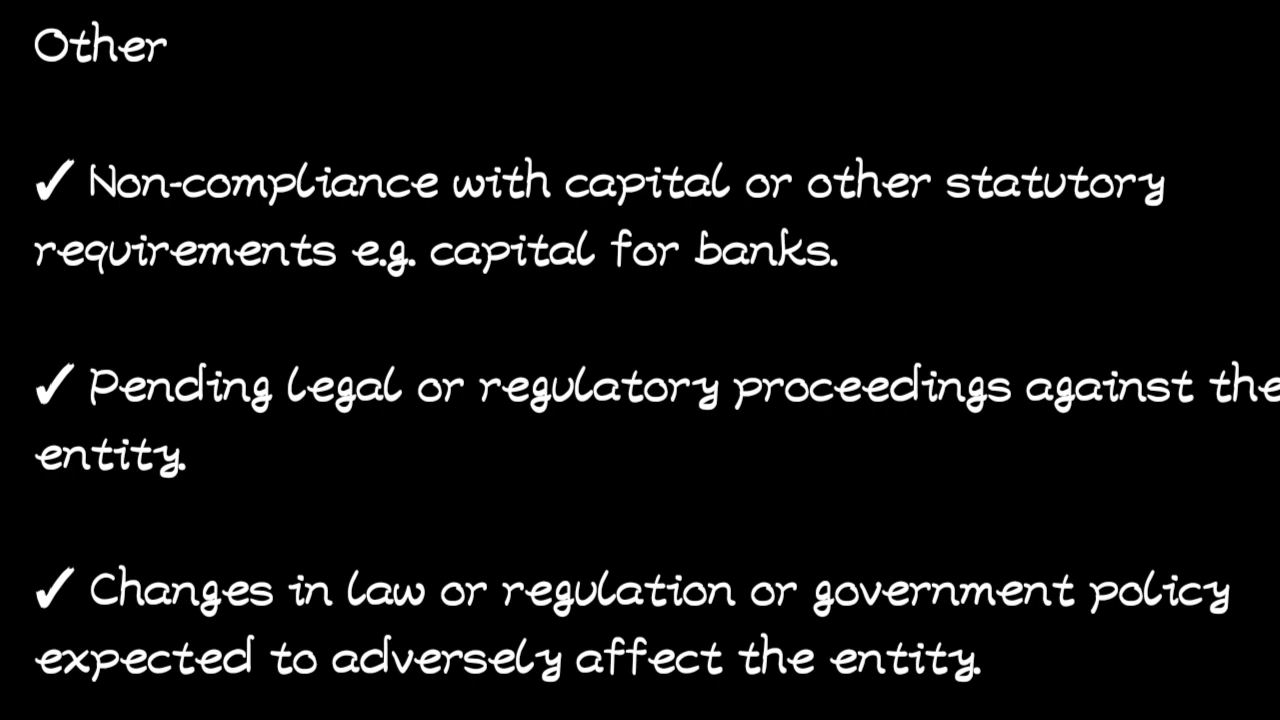 Other
✓ Non-compliance with capital or other statutory
requirements e.g. capital for banks.
✓ Pending legal or regulatory proceedings against the
entity.
✓ Changes in law or regulation or government policy
expected to adversely affect the entity.